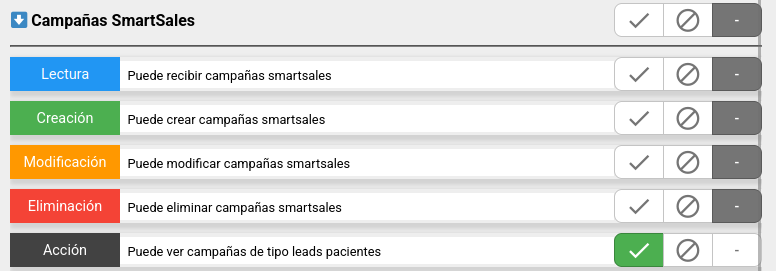 Campañas SmartSales -
Lectura Puede recibir campañas smartsales -
Creación Puede crear campañas smartsales -
Modificación Puede modificar campañas smartsales -
Eliminación Puede eliminar campañas smartsales -
Acción Puede ver campañas de tipo leads pacientes -